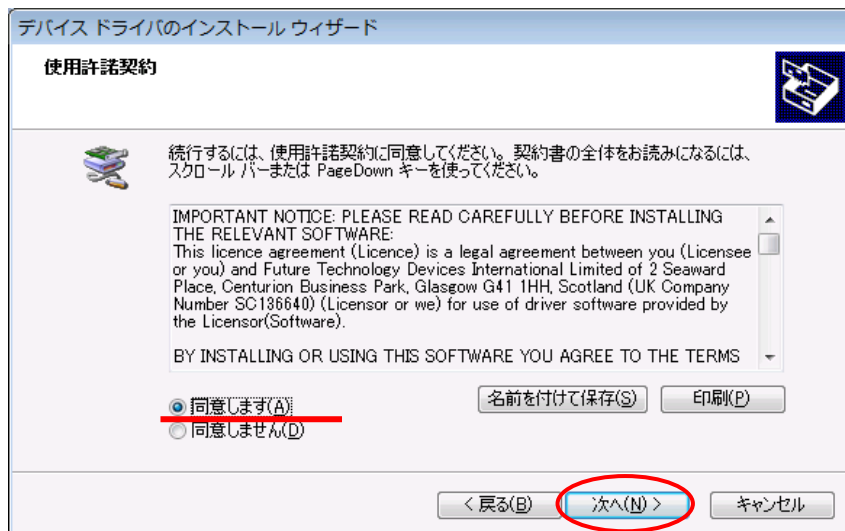 デバイス ドライバのインストール ウィザード
使用許諾契約
続行するには、使用許諾契約に同意してください。契約書の全体をお読みになるには、
スクロール バーまたは PageDown キーを使ってください。
IMPORTANT NOTICE: PLEASE READ CAREFULLY BEFORE INSTALLING
THE RELEVANT SOFTWARE:
This licence agreement (Licence) is a legal agreement between you (Licensee
or you) and Future Technology Devices International Limited of 2 Seaward
Place, Centurion Business Park, Glasgow G41 1HH, Scotland (UK Company
Number SC136640) (Licensor or we) for use of driver software provided by
the Licensor(Software).
BY INSTALLING OR USING THIS SOFTWARE YOU AGREE TO THE TERMS
同意します(A)
名前を付けて保存(S) 印刷(P)
同意しません(D)
< 戻る(B) 次へ(N) > キャンセル